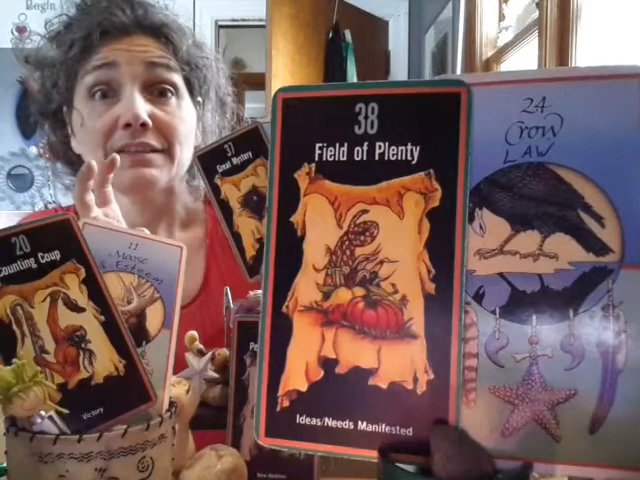 Begin
20
Counting Coup
Victory
11
Moose
Esteem
37
Great Mystery
38
Field of Plenty
Ideas/Needs Manifested
24
Crow
LAW